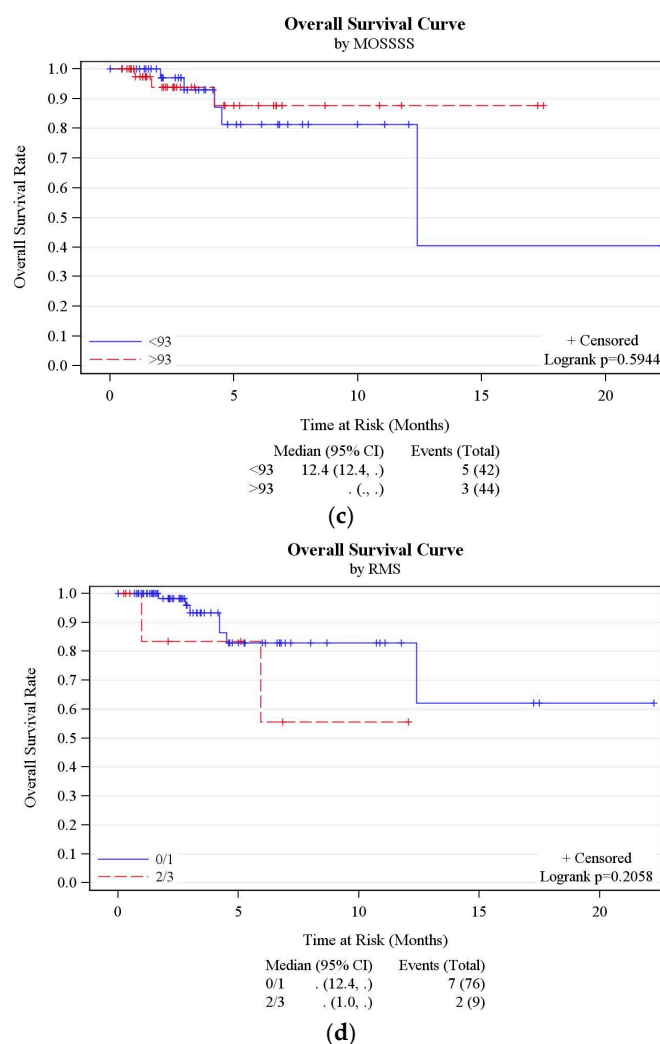 Overall Survival Curve
by MOSSSS
1.0
0.9
0.8
0.7
0.6
0.5
0.4
0.3
0.2
0.1
0.0
Overall Survival Rate
<93
>93
+ Censored
Logrank p=0.5944
0 5 10 15 20
Time at Risk (Months)
Median (95% CI) Events (Total)
<93 12.4 (12.4, .) 5 (42)
>93 . (., .) 3 (44)
(c)
Overall Survival Curve
by RMS
1.0
0.9
0.8
0.7
0.6
0.5
0.4
0.3
0.2
0.1
0.0
Overall Survival Rate
0/1
2/3
+ Censored
Logrank p=0.2058
0 5 10 15 20
Time at Risk (Months)
Median (95% CI) Events (Total)
0/1 . (12.4, .) 7 (76)
2/3 . (1.0, .) 2 (9)
(d)